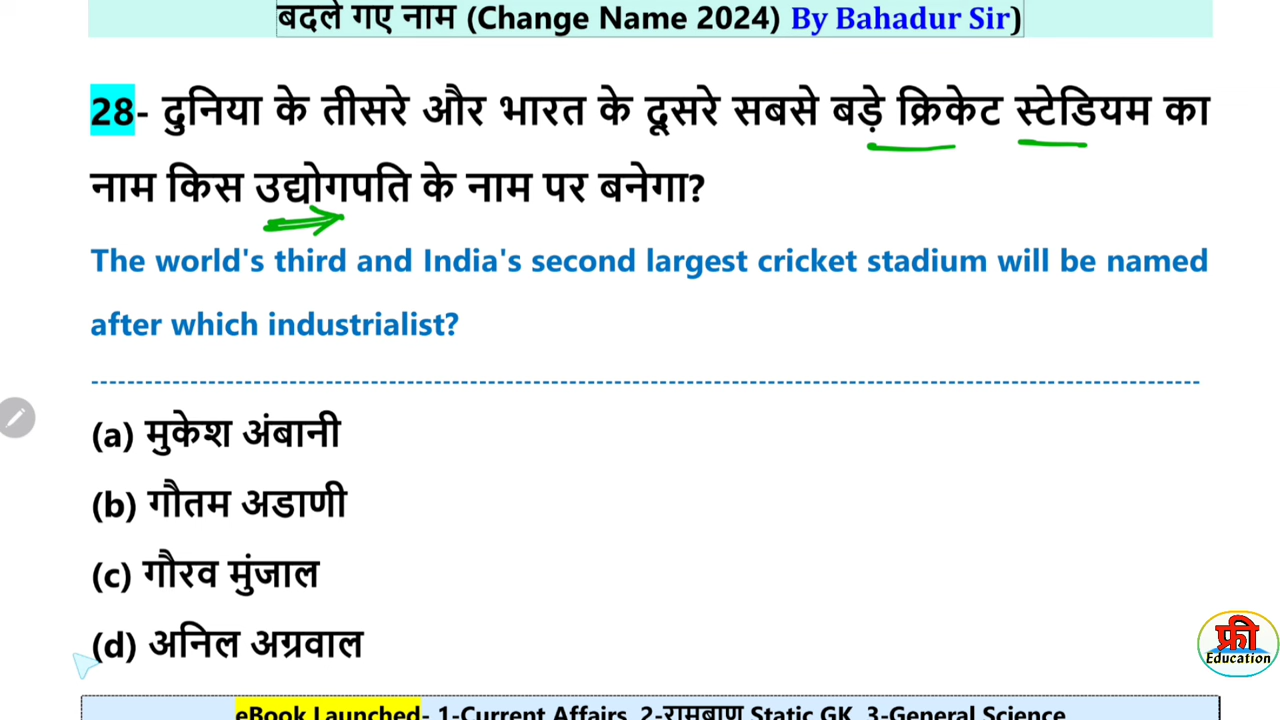 बदले गए नाम (Change Name 2024) By Bahadur Sir)
28- दुनिया के तीसरे और भारत के दूसरे सबसे बड़े क्रिकेट स्टेडियम का
नाम किस उद्योगपति के नाम पर बनेगा?
The world's third and India's second largest cricket stadium will be named
after which industrialist?
(a) मुकेश अंबानी
(b) गौतम अडाणी
(c) गौरव मुंजाल
(d) अनिल अग्रवाल
फ्री
Education
eBook Launched- 1-Current Affairs, 2-रामबाण Static GK, 3-General Science